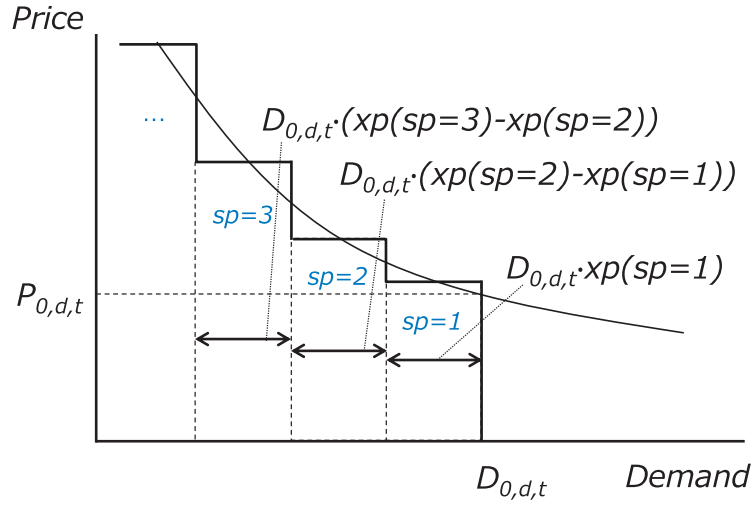 Price
...
D0,d,t·(xp(sp=3)-xp(sp=2))
D0,d,t·(xp(sp=2)-xp(sp=1))
sp=3
D0,d,t·xp(sp=1)
sp=2
P0,d,t
sp=1
D0,d,t
Demand